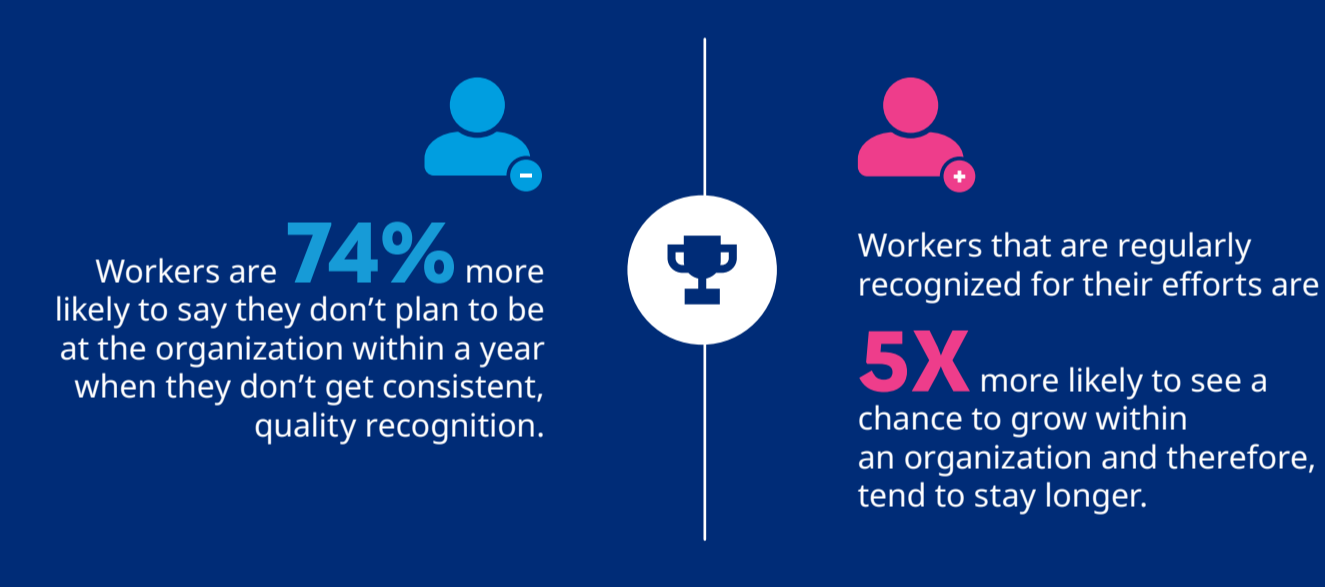 Workers are 74% more
likely to say they don’t plan to be
at the organization within a year
when they don’t get consistent,
quality recognition.
Workers that are regularly
recognized for their efforts are
5X more likely to see a
chance to grow within
an organization and therefore,
tend to stay longer.